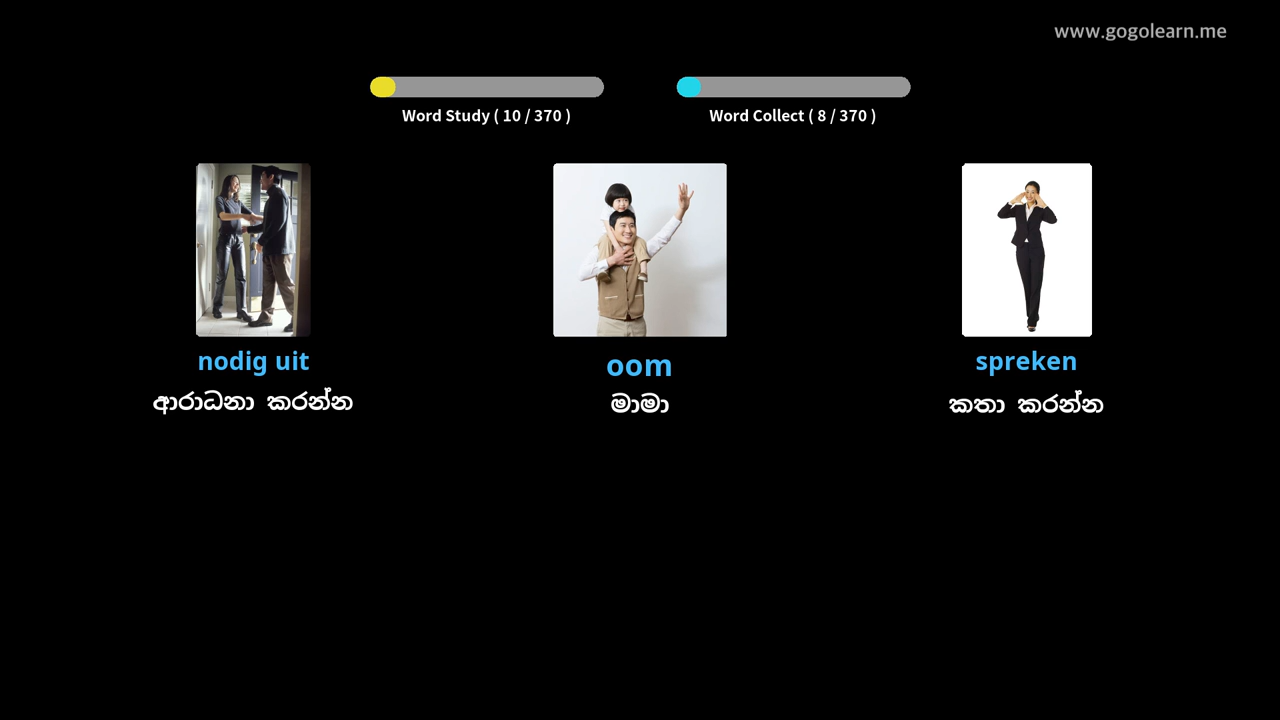 www.gogolearn.me
Word Study ( 10 / 370 )
Word Collect ( 8 / 370 )
nodig uit
oom
spreken
ආරාධනා කරන්න
මාමා
කතා කරන්න